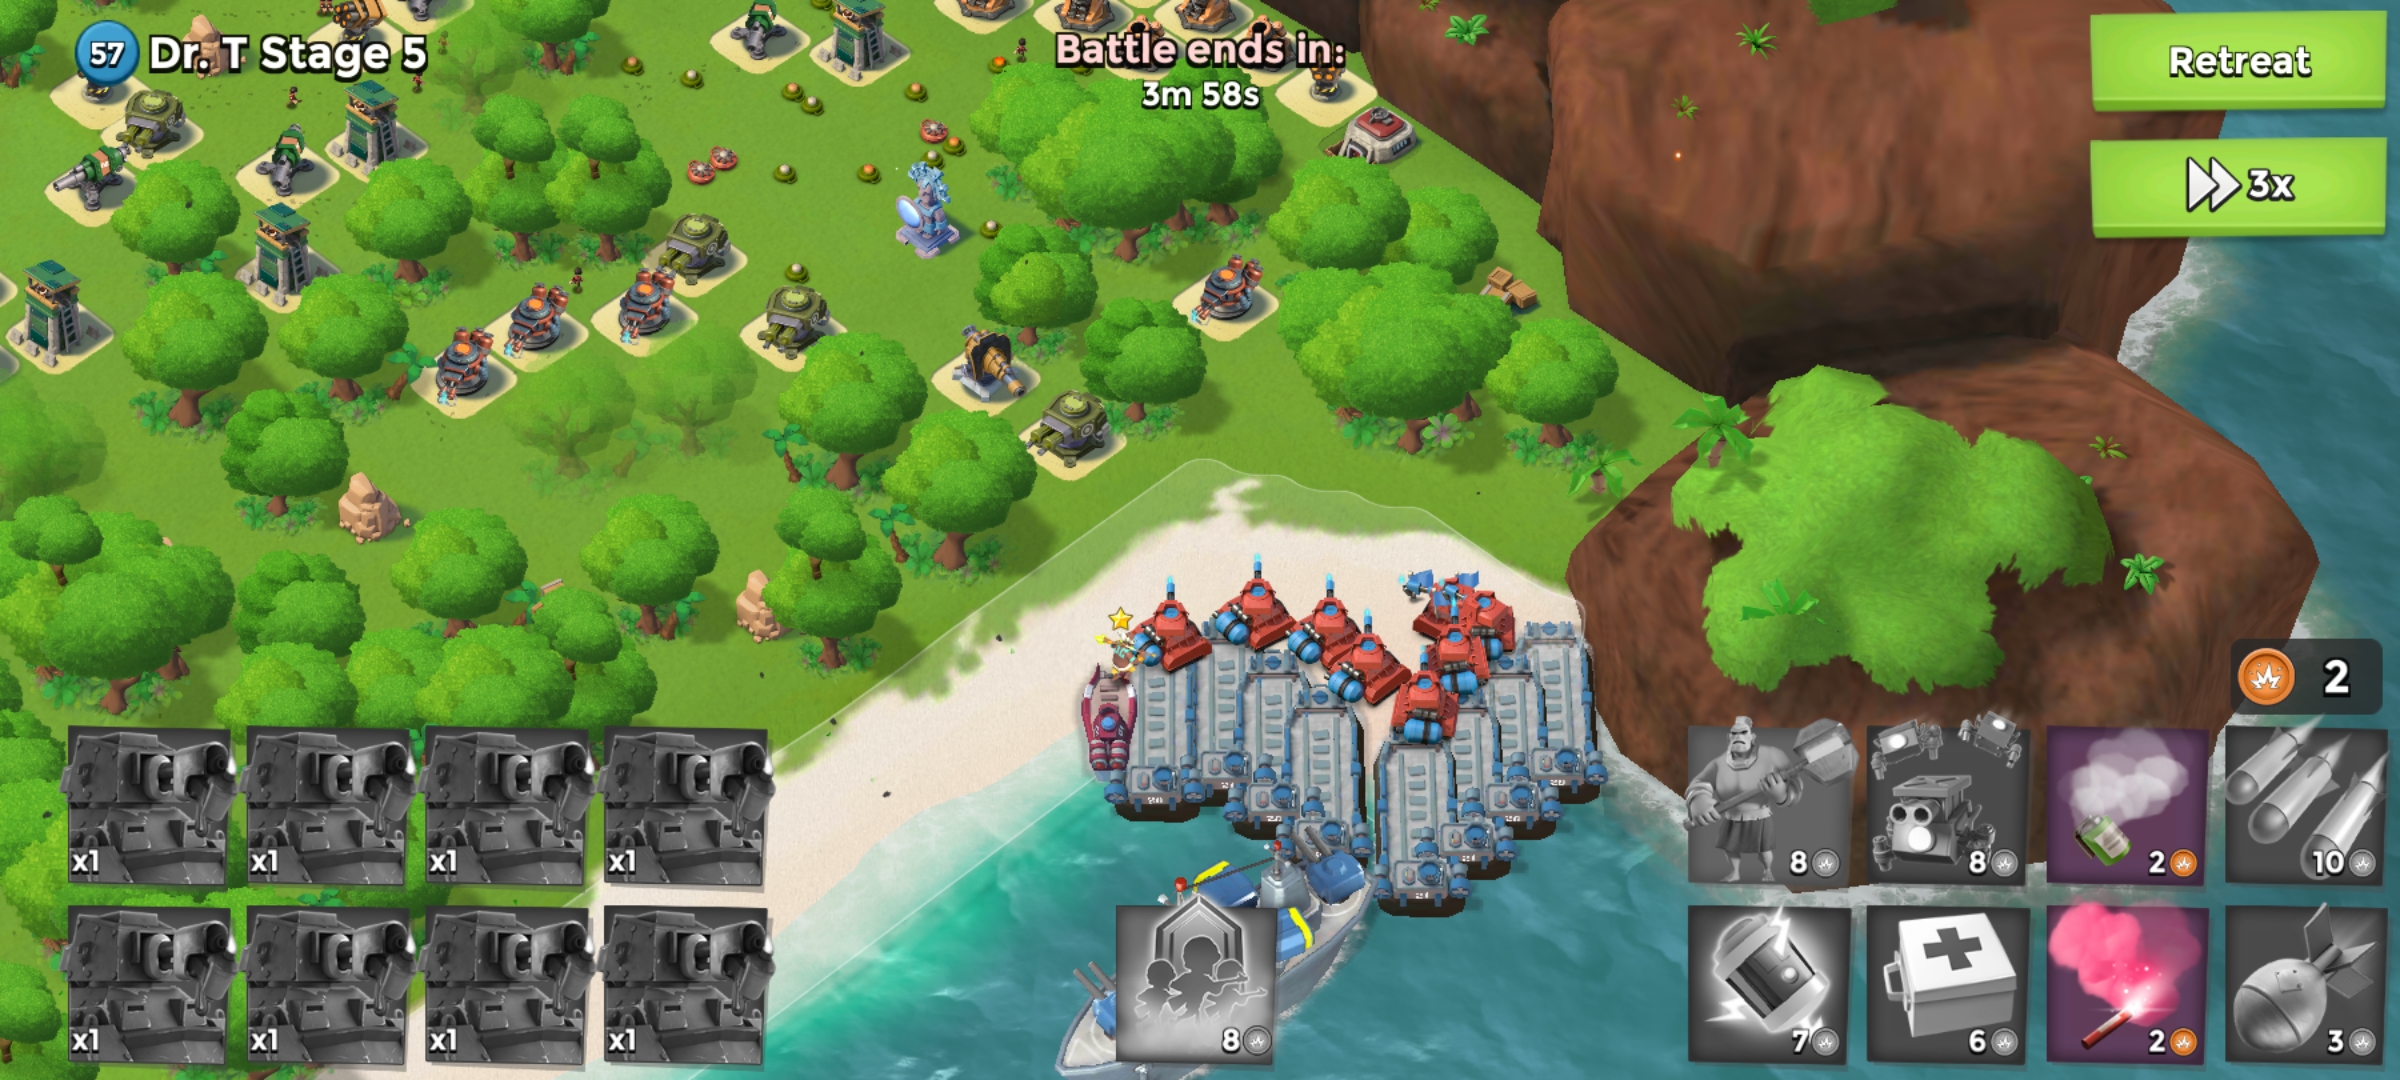 57 Dr. T Stage 5
Battle ends in:
3m 58s
Retreat
3x
2
x1 x1 x1 x1
8 8 2 10
x1 x1 x1 x1
8
7 6 2 3